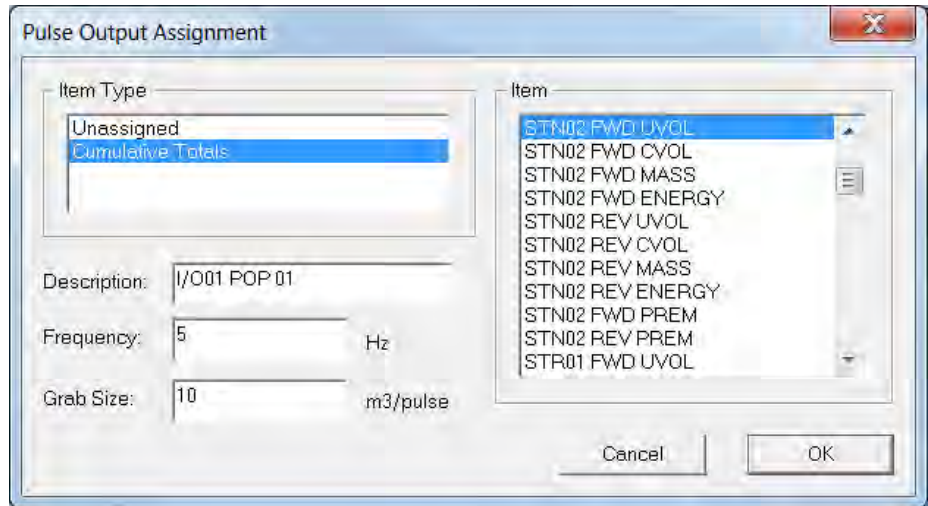 Pulse Output Assignment
Item Type
Unassigned
Cumulative Totals
Description: I/O01 POP 01
Frequency: 5 Hz
Grab Size: 10 m3/pulse
Item
STN02 FWD UVOL
STN02 FWD CVOL
STN02 FWD MASS
STN02 FWD ENERGY
STN02 REV UVOL
STN02 REV CVOL
STN02 REV MASS
STN02 REV ENERGY
STN02 FWD PREM
STN02 REV PREM
STR01 FWD UVOL
Cancel OK